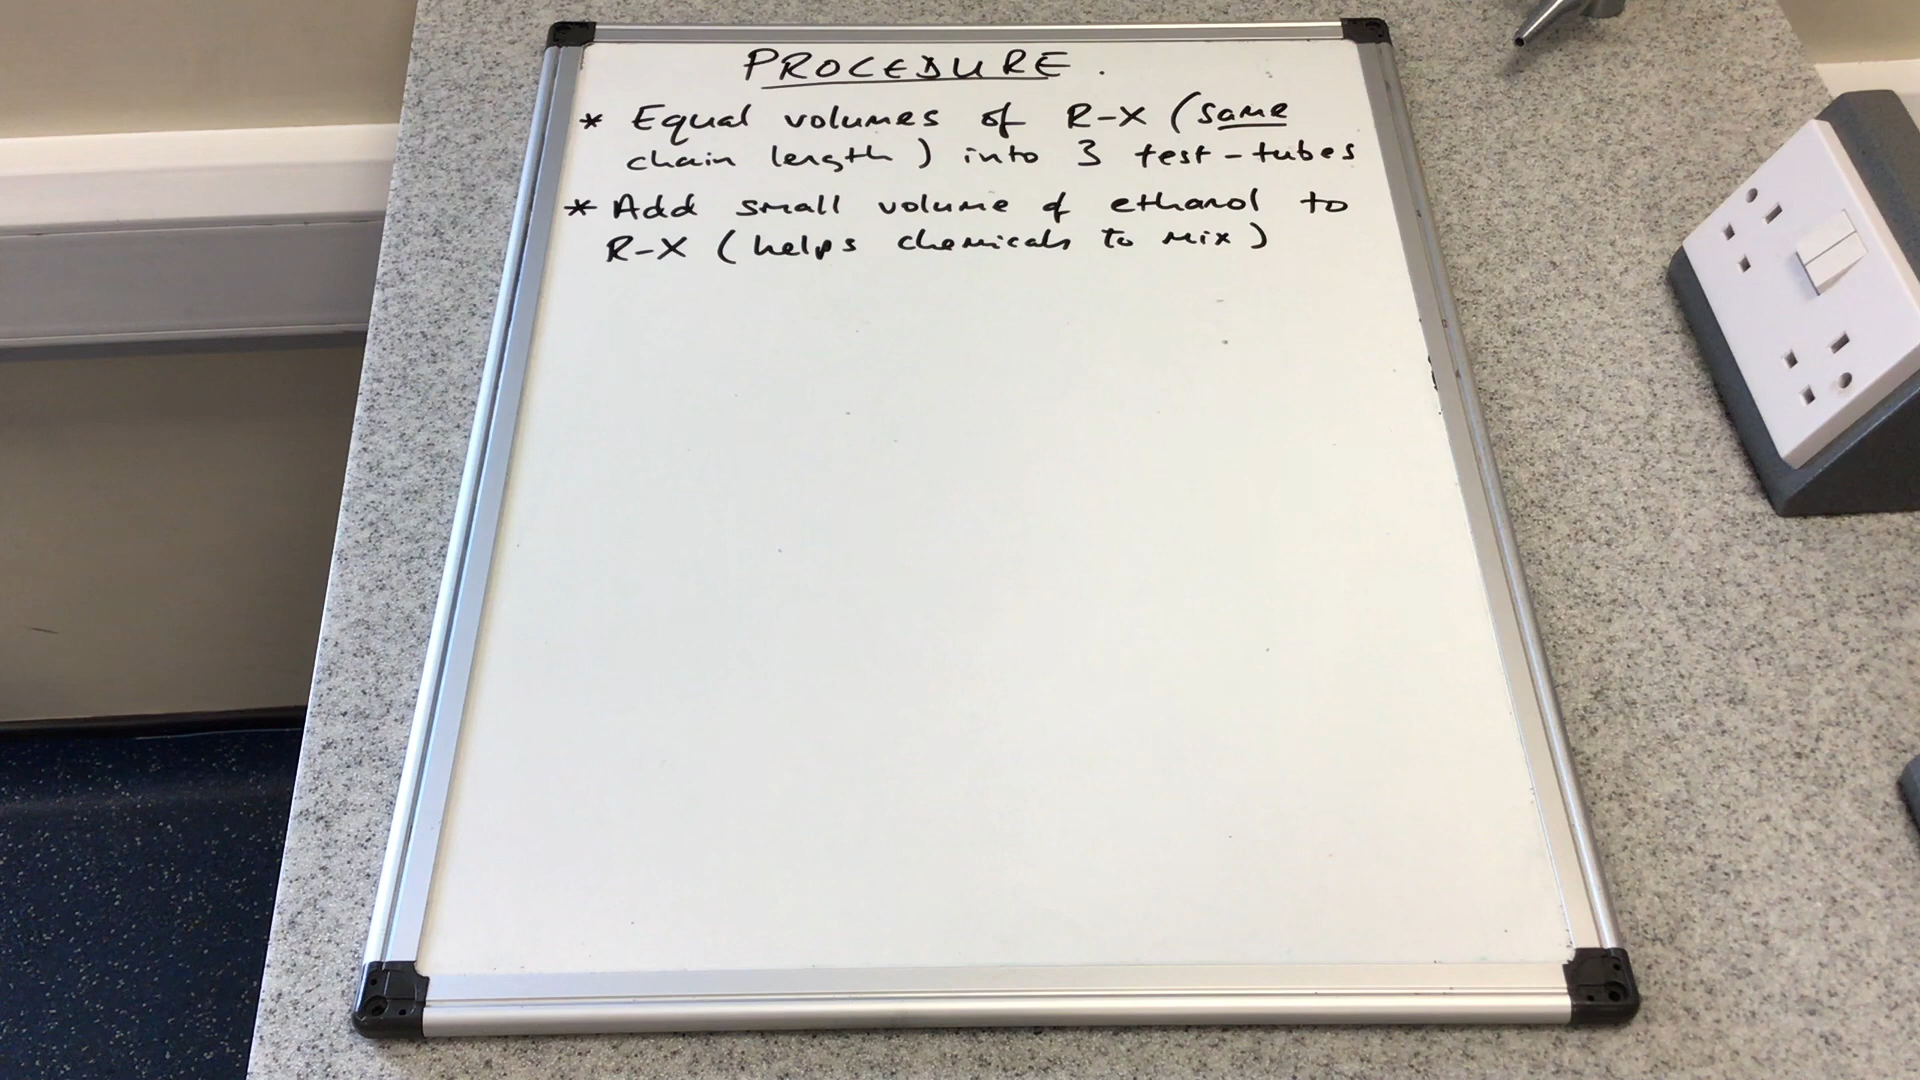 PROCEDURE.
* Equal volumes of R-X (same
chain length) into 3 test-tubes
* Add small volume of ethanol to
R-X (helps chemicals to mix)